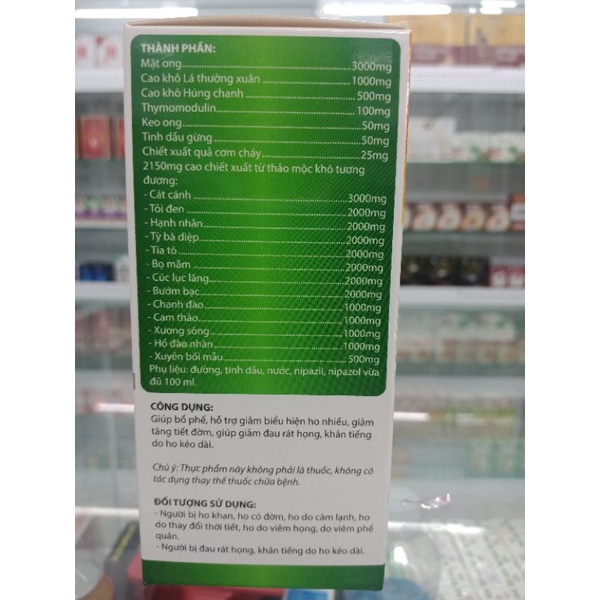 THÀNH PHẦN:
Mật ong............3000mg
Cao khô Lá thường xuân............1000mg
Cao khô Húng chanh............500mg
Thymomodulin............100mg
Keo ong............50mg
Tinh dầu gừng............50mg
Chiết xuất quả cơm cháy............25mg
2150mg cao chiết xuất từ thảo mộc khô tương
đương:
- Cát cánh............3000mg
- Tỏi đen............2000mg
- Hạnh nhân............2000mg
- Tỳ bà diệp............2000mg
- Tía tô............2000mg
- Bọ mắm............2000mg
- Cúc lục lăng............2000mg
- Bướm bạc............2000mg
- Chanh đào............1000mg
- Cam thảo............1000mg
- Xương sông............1000mg
- Hồ đào nhân............1000mg
- Xuyên bối mẫu............500mg
Phụ liệu: đường, tinh dầu, nước, nipazil, nipazol vừa
đủ 100 ml.
CÔNG DỤNG:
Giúp bổ phế, hỗ trợ giảm biểu hiện ho nhiều, giảm
tăng tiết đờm, giúp giảm đau rát họng, khản tiếng
do ho kéo dài.
Chú ý: Thực phẩm này không phải là thuốc, không có
tác dụng thay thế thuốc chữa bệnh.
ĐỐI TƯỢNG SỬ DỤNG:
- Người bị ho khan, ho có đờm, ho do cảm lạnh, ho
do thay đổi thời tiết, ho do viêm họng, do viêm phế
quản.
- Người bị đau rát họng, khản tiếng do ho kéo dài.